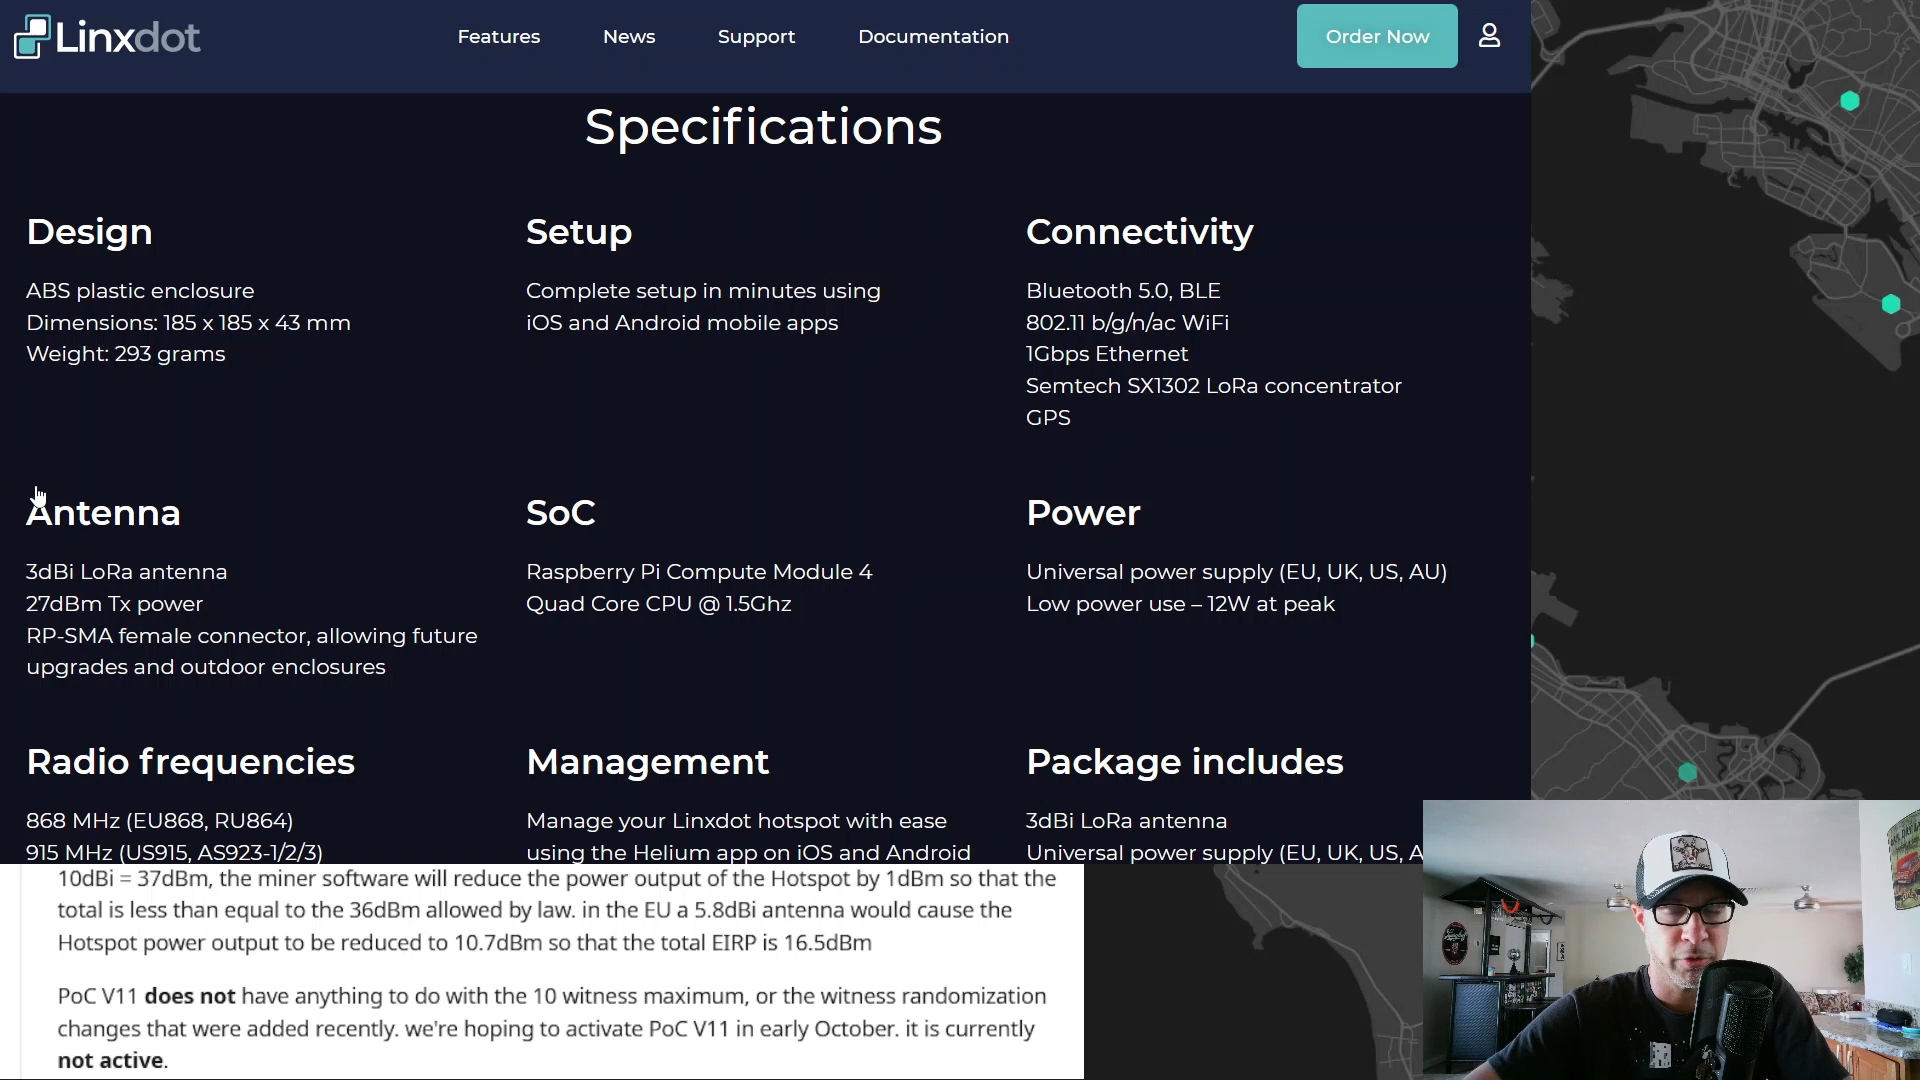 Linxdot
Features
News
Support
Documentation
Order Now
Specifications
Design
ABS plastic enclosure
Dimensions: 185 x 185 x 43 mm
Weight: 293 grams
Setup
Complete setup in minutes using
iOS and Android mobile apps
Connectivity
Bluetooth 5.0, BLE
802.11 b/g/n/ac WiFi
1Gbps Ethernet
Semtech SX1302 LoRa concentrator
GPS
Antenna
3dBi LoRa antenna
27dBm Tx power
RP-SMA female connector, allowing future
upgrades and outdoor enclosures
SoC
Raspberry Pi Compute Module 4
Quad Core CPU @ 1.5Ghz
Power
Universal power supply (EU, UK, US, AU)
Low power use – 12W at peak
Radio frequencies
868 MHz (EU868, RU864)
915 MHz (US915, AS923-1/2/3)
Management
Manage your Linxdot hotspot with ease
using the Helium app on iOS and Android
Package includes
3dBi LoRa antenna
Universal power supply (EU, UK, US, A
10dBi = 37dBm, the miner software will reduce the power output of the Hotspot by 1dBm so that the
total is less than equal to the 36dBm allowed by law. in the EU a 5.8dBi antenna would cause the
Hotspot power output to be reduced to 10.7dBm so that the total EIRP is 16.5dBm
PoC V11 does not have anything to do with the 10 witness maximum, or the witness randomization
changes that were added recently. we're hoping to activate PoC V11 in early October. it is currently
not active.